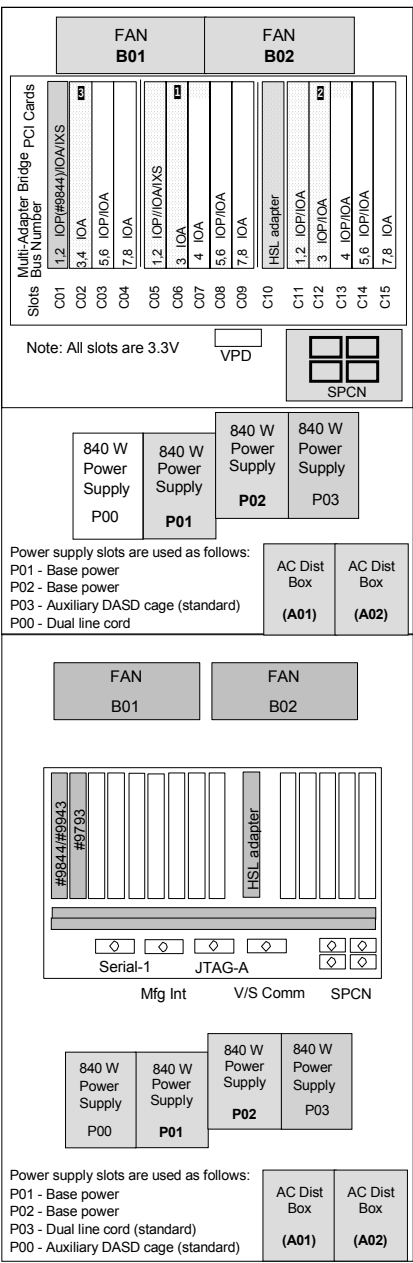 FAN
B01
FAN
B02
Slots
Multi-Adapter Bridge
Bus Number
PCI Cards
C01 1,2 IOP(#9844)/IOA/IXS
C02 3,4 IOA 3
C03 5,6 IOP/IOA
C04 7,8 IOA
C05 1,2 IOP//IOA/IXS
C06 3 IOA 1
C07 4 IOA
C08 5,6 IOP/IOA
C09 7,8 IOA
C10 HSL adapter
C11 1,2 IOP/IOA
C12 3 IOP/IOA 2
C13 4 IOP/IOA
C14 5,6 IOP/IOA
C15 7,8 IOA
Note: All slots are 3.3V
VPD
SPCN
840 W
Power
Supply
P00
840 W
Power
Supply
P01
840 W
Power
Supply
P02
840 W
Power
Supply
P03
Power supply slots are used as follows:
P01 - Base power
P02 - Base power
P03 - Auxiliary DASD cage (standard)
P00 - Dual line cord
AC Dist
Box
(A01)
AC Dist
Box
(A02)
FAN
B01
FAN
B02
#9844/#9943
#9793
HSL adapter
Serial-1
JTAG-A
Mfg Int
V/S Comm
SPCN
840 W
Power
Supply
P00
840 W
Power
Supply
P01
840 W
Power
Supply
P02
840 W
Power
Supply
P03
Power supply slots are used as follows:
P01 - Base power
P02 - Base power
P03 - Dual line cord (standard)
P00 - Auxiliary DASD cage (standard)
AC Dist
Box
(A01)
AC Dist
Box
(A02)